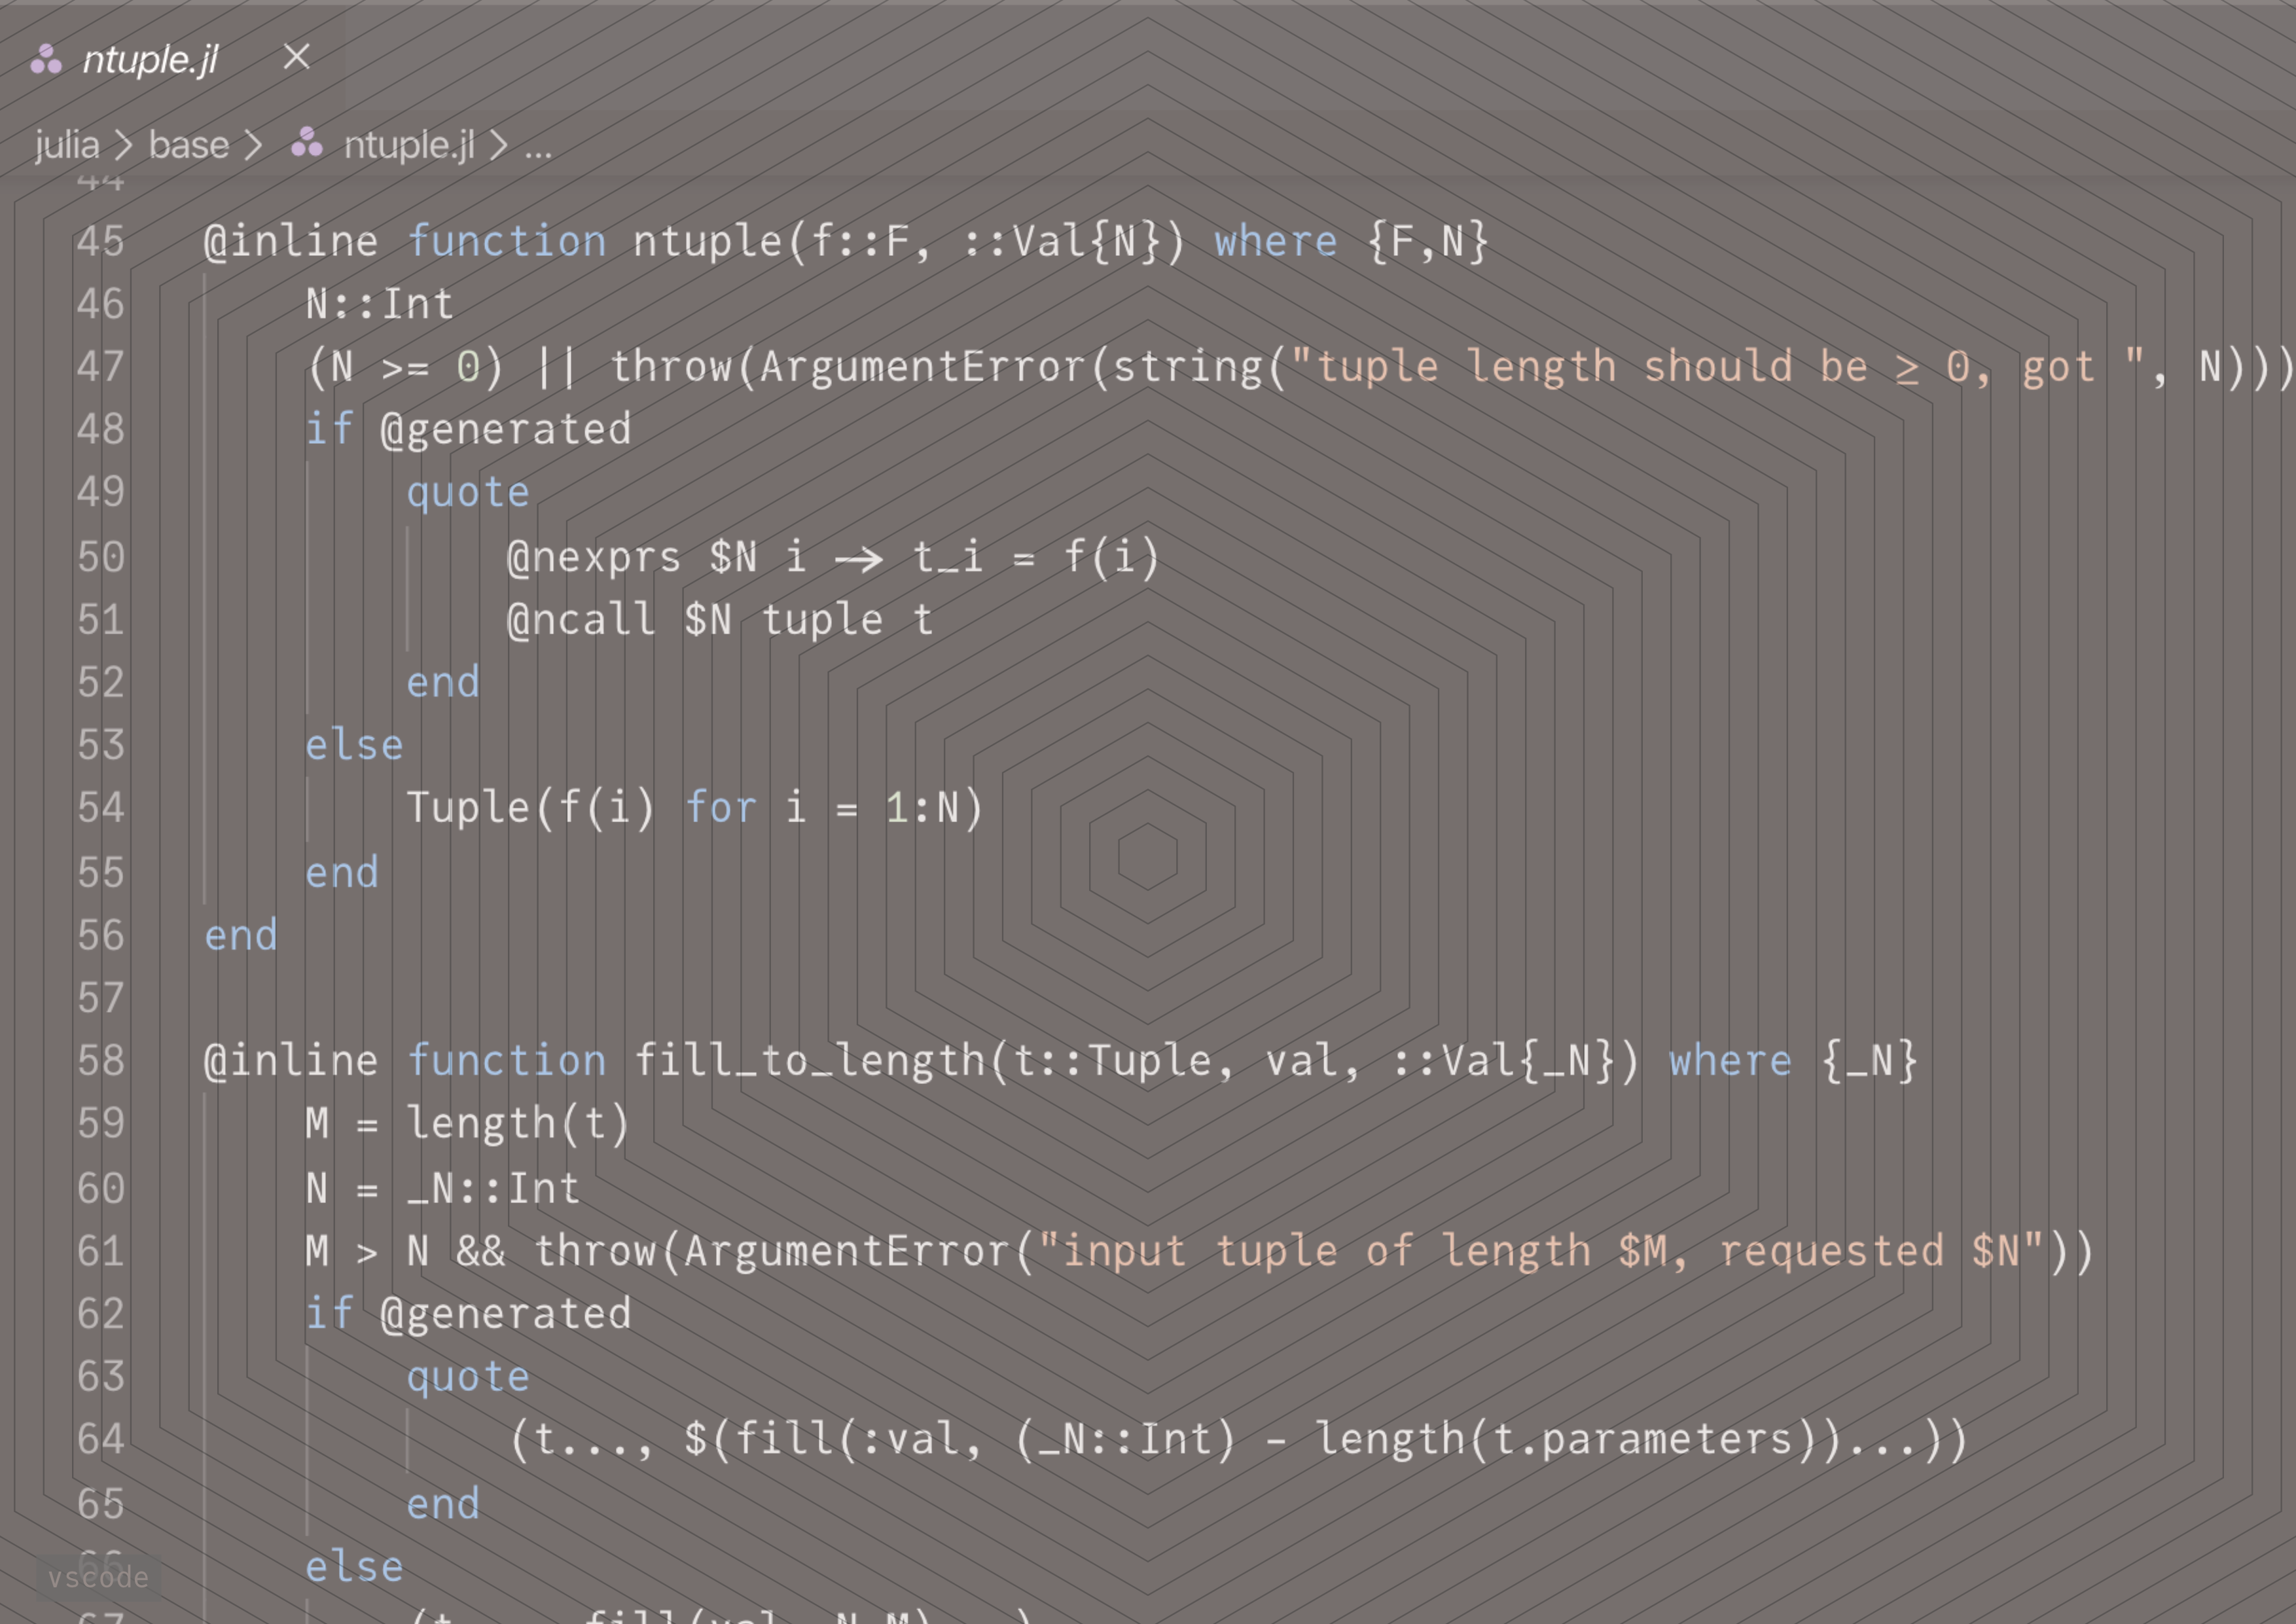 ntuple.jl ×
julia > base > ntuple.jl > ...
44
45 @inline function ntuple(f::F, ::Val{N}) where {F,N}
46     N::Int
47     (N >= 0) || throw(ArgumentError(string("tuple length should be ≥ 0, got ", N)))
48     if @generated
49         quote
50             @nexprs $N i -> t_i = f(i)
51             @ncall $N tuple t
52         end
53     else
54         Tuple(f(i) for i = 1:N)
55     end
56 end
57
58 @inline function fill_to_length(t::Tuple, val, ::Val{_N}) where {_N}
59     M = length(t)
60     N = _N::Int
61     M > N && throw(ArgumentError("input tuple of length $M, requested $N"))
62     if @generated
63         quote
64             (t..., $(fill(:val, (_N::Int) - length(t.parameters))...))
65         end
66     else
67         (t..., fill(val, N-M)...)
vscode